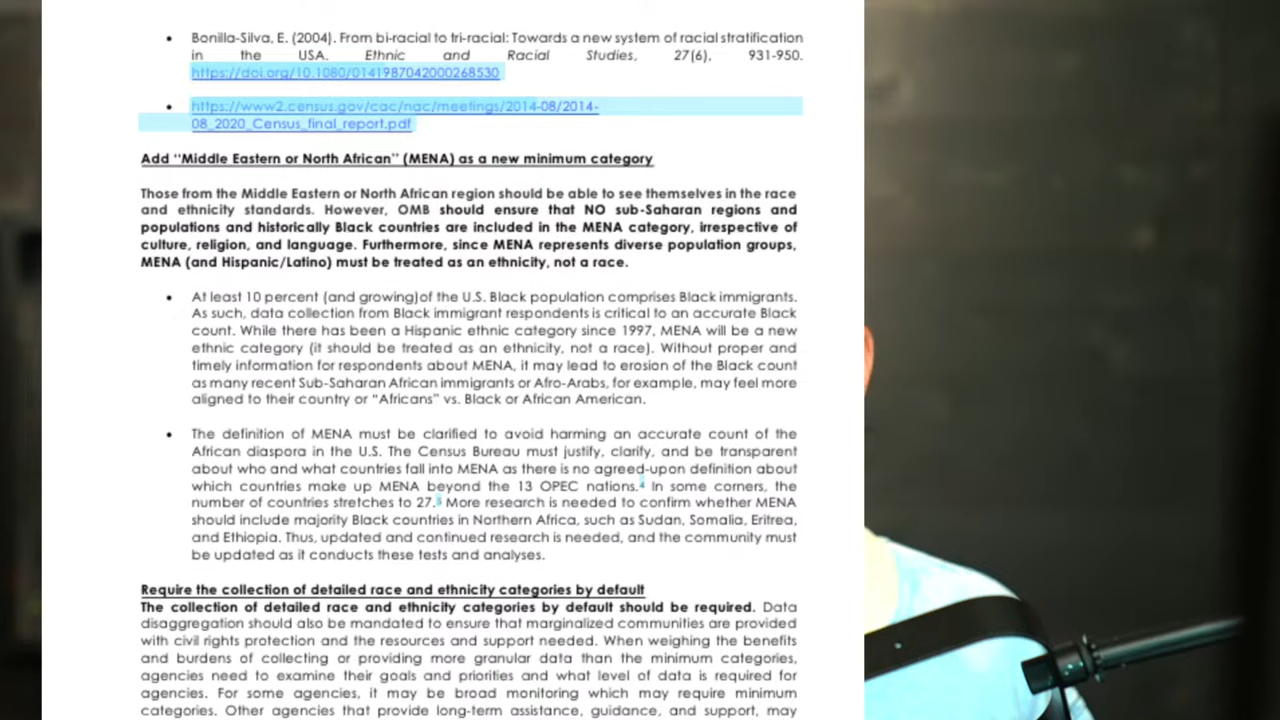 • Bonilla-Silva, E. (2004). From bi-racial to tri-racial: Towards a new system of racial stratification
in the USA. Ethnic and Racial Studies, 27(6), 931-950.
https://doi.org/10.1080/0141987042000268530
• https://www2.census.gov/cac/nac/meetings/2014-08/2014-
08_2020_Census_final_report.pdf
Add "Middle Eastern or North African" (MENA) as a new minimum category
Those from the Middle Eastern or North African region should be able to see themselves in the race
and ethnicity standards. However, OMB should ensure that NO sub-Saharan regions and
populations and historically Black countries are included in the MENA category, irrespective of
culture, religion, and language. Furthermore, since MENA represents diverse population groups,
MENA (and Hispanic/Latino) must be treated as an ethnicity, not a race.
• At least 10 percent (and growing)of the U.S. Black population comprises Black immigrants.
As such, data collection from Black immigrant respondents is critical to an accurate Black
count. While there has been a Hispanic ethnic category since 1997, MENA will be a new
ethnic category (it should be treated as an ethnicity, not a race). Without proper and
timely information for respondents about MENA, it may lead to erosion of the Black count
as many recent Sub-Saharan African immigrants or Afro-Arabs, for example, may feel more
aligned to their country or "Africans" vs. Black or African American.
• The definition of MENA must be clarified to avoid harming an accurate count of the
African diaspora in the U.S. The Census Bureau must justify, clarify, and be transparent
about who and what countries fall into MENA as there is no agreed-upon definition about
which countries make up MENA beyond the 13 OPEC nations.4 In some corners, the
number of countries stretches to 27.5 More research is needed to confirm whether MENA
should include majority Black countries in Northern Africa, such as Sudan, Somalia, Eritrea,
and Ethiopia. Thus, updated and continued research is needed, and the community must
be updated as it conducts these tests and analyses.
Require the collection of detailed race and ethnicity categories by default
The collection of detailed race and ethnicity categories by default should be required. Data
disaggregation should also be mandated to ensure that marginalized communities are provided
with civil rights protection and the resources and support needed. When weighing the benefits
and burdens of collecting or providing more granular data than the minimum categories,
agencies need to examine their goals and priorities and what level of data is required for
agencies. For some agencies, it may be broad monitoring which may require minimum
categories. Other agencies that provide long-term assistance, guidance, and support, may